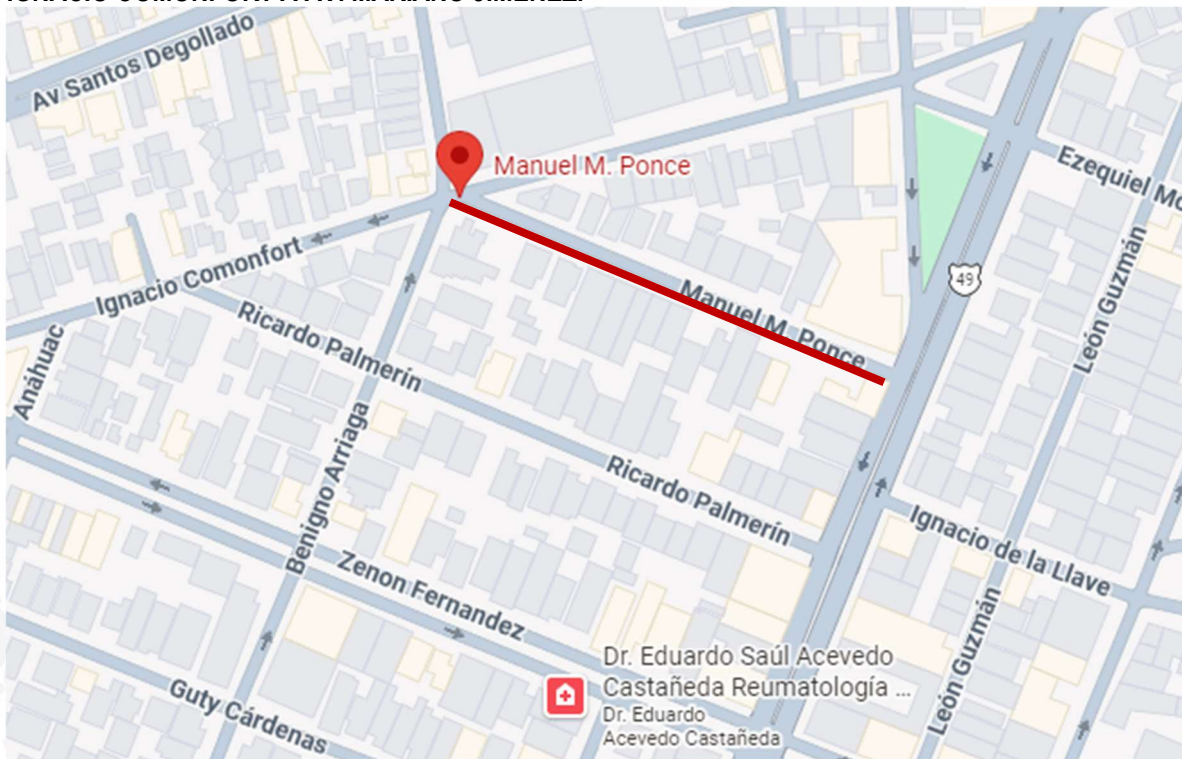 Av Santos Degollado
Manuel M. Ponce
Ezequiel Mo
49
Ignacio Comonfort
Manuel M. Ponce
León Guzmán
Ricardo Palmerín
Anáhuac
Benigno Arriaga
Ricardo Palmerín
Ignacio de la Llave
Zenon Fernandez
León Guzmán
Dr. Eduardo Saúl Acevedo
Castañeda Reumatología ...
Dr. Eduardo
Acevedo Castañeda
Guty Cárdenas